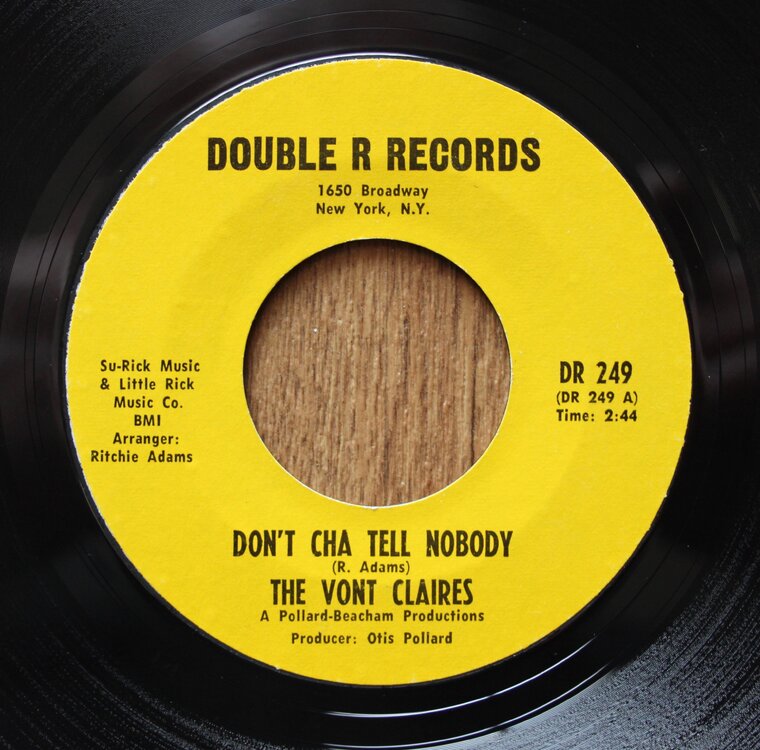 DOUBLE R RECORDS
1650 Broadway
New York, N.Y.
Su-Rick Music
& Little Rick
Music Co.
BMI
Arranger:
Ritchie Adams
DR 249
(DR 249 A)
Time: 2:44
DON'T CHA TELL NOBODY
(R. Adams)
THE VONT CLAIRES
A Pollard-Beacham Productions
Producer: Otis Pollard